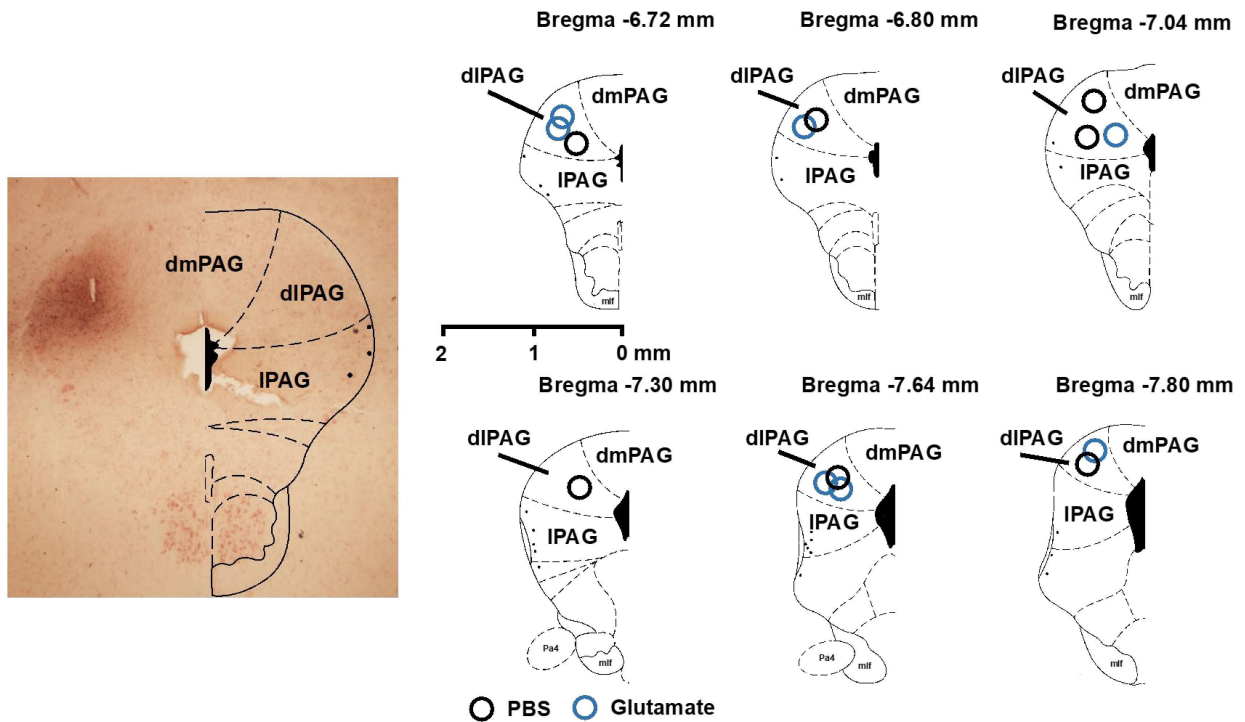 Bregma -6.72 mm
Bregma -6.80 mm
Bregma -7.04 mm
dlPAG
dmPAG
lPAG
mlf
dlPAG
dmPAG
lPAG
mlf
dlPAG
dmPAG
lPAG
mlf
dmPAG
dlPAG
lPAG
2 1 0 mm
Bregma -7.30 mm
Bregma -7.64 mm
Bregma -7.80 mm
dlPAG
dmPAG
lPAG
Pa4
mlf
dlPAG
dmPAG
lPAG
Pa4
mlf
dlPAG
dmPAG
lPAG
mlf
PBS Glutamate